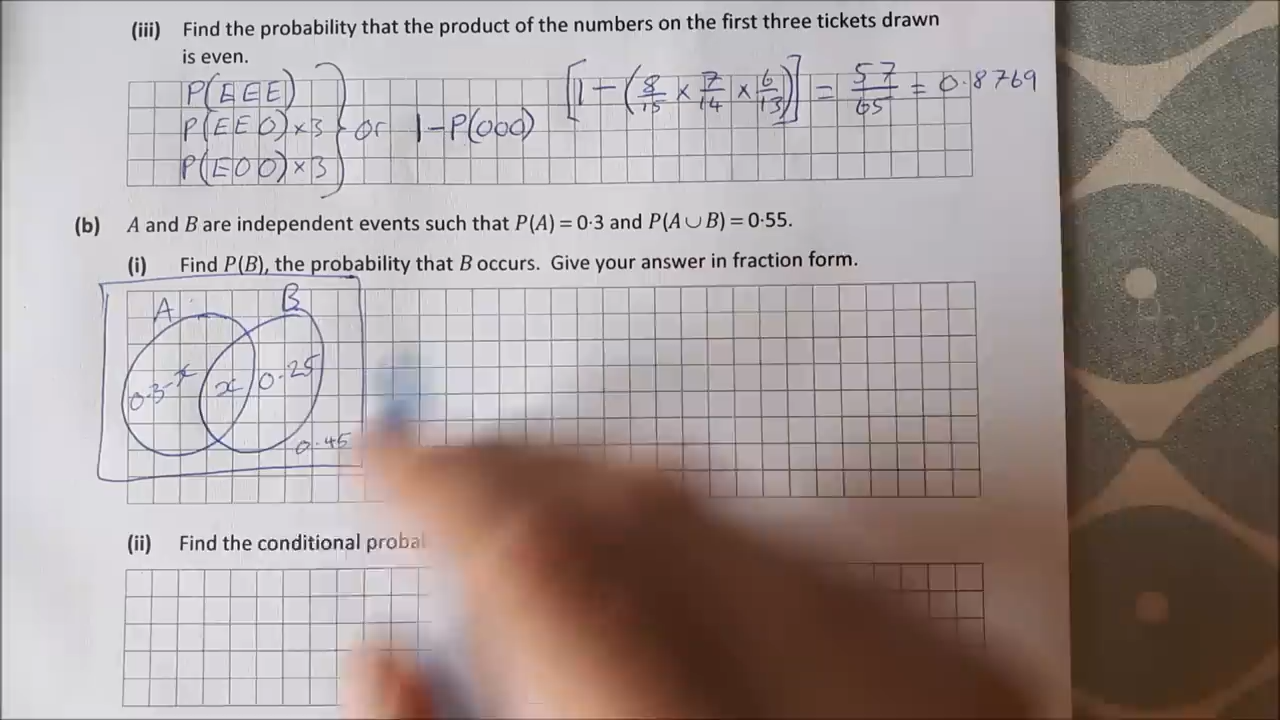 (iii) Find the probability that the product of the numbers on the first three tickets drawn
is even.
P(EEE)
P(EEO)×3
P(EOO)×3
or 1-P(OOO)
[1-(8/15 × 7/14 × 6/13)] = 57/65 = 0.8769
(b) A and B are independent events such that P(A) = 0·3 and P(A ∪ B) = 0·55.
(i) Find P(B), the probability that B occurs. Give your answer in fraction form.
A B
0.3-x x 0.25
0.45
(ii) Find the conditional